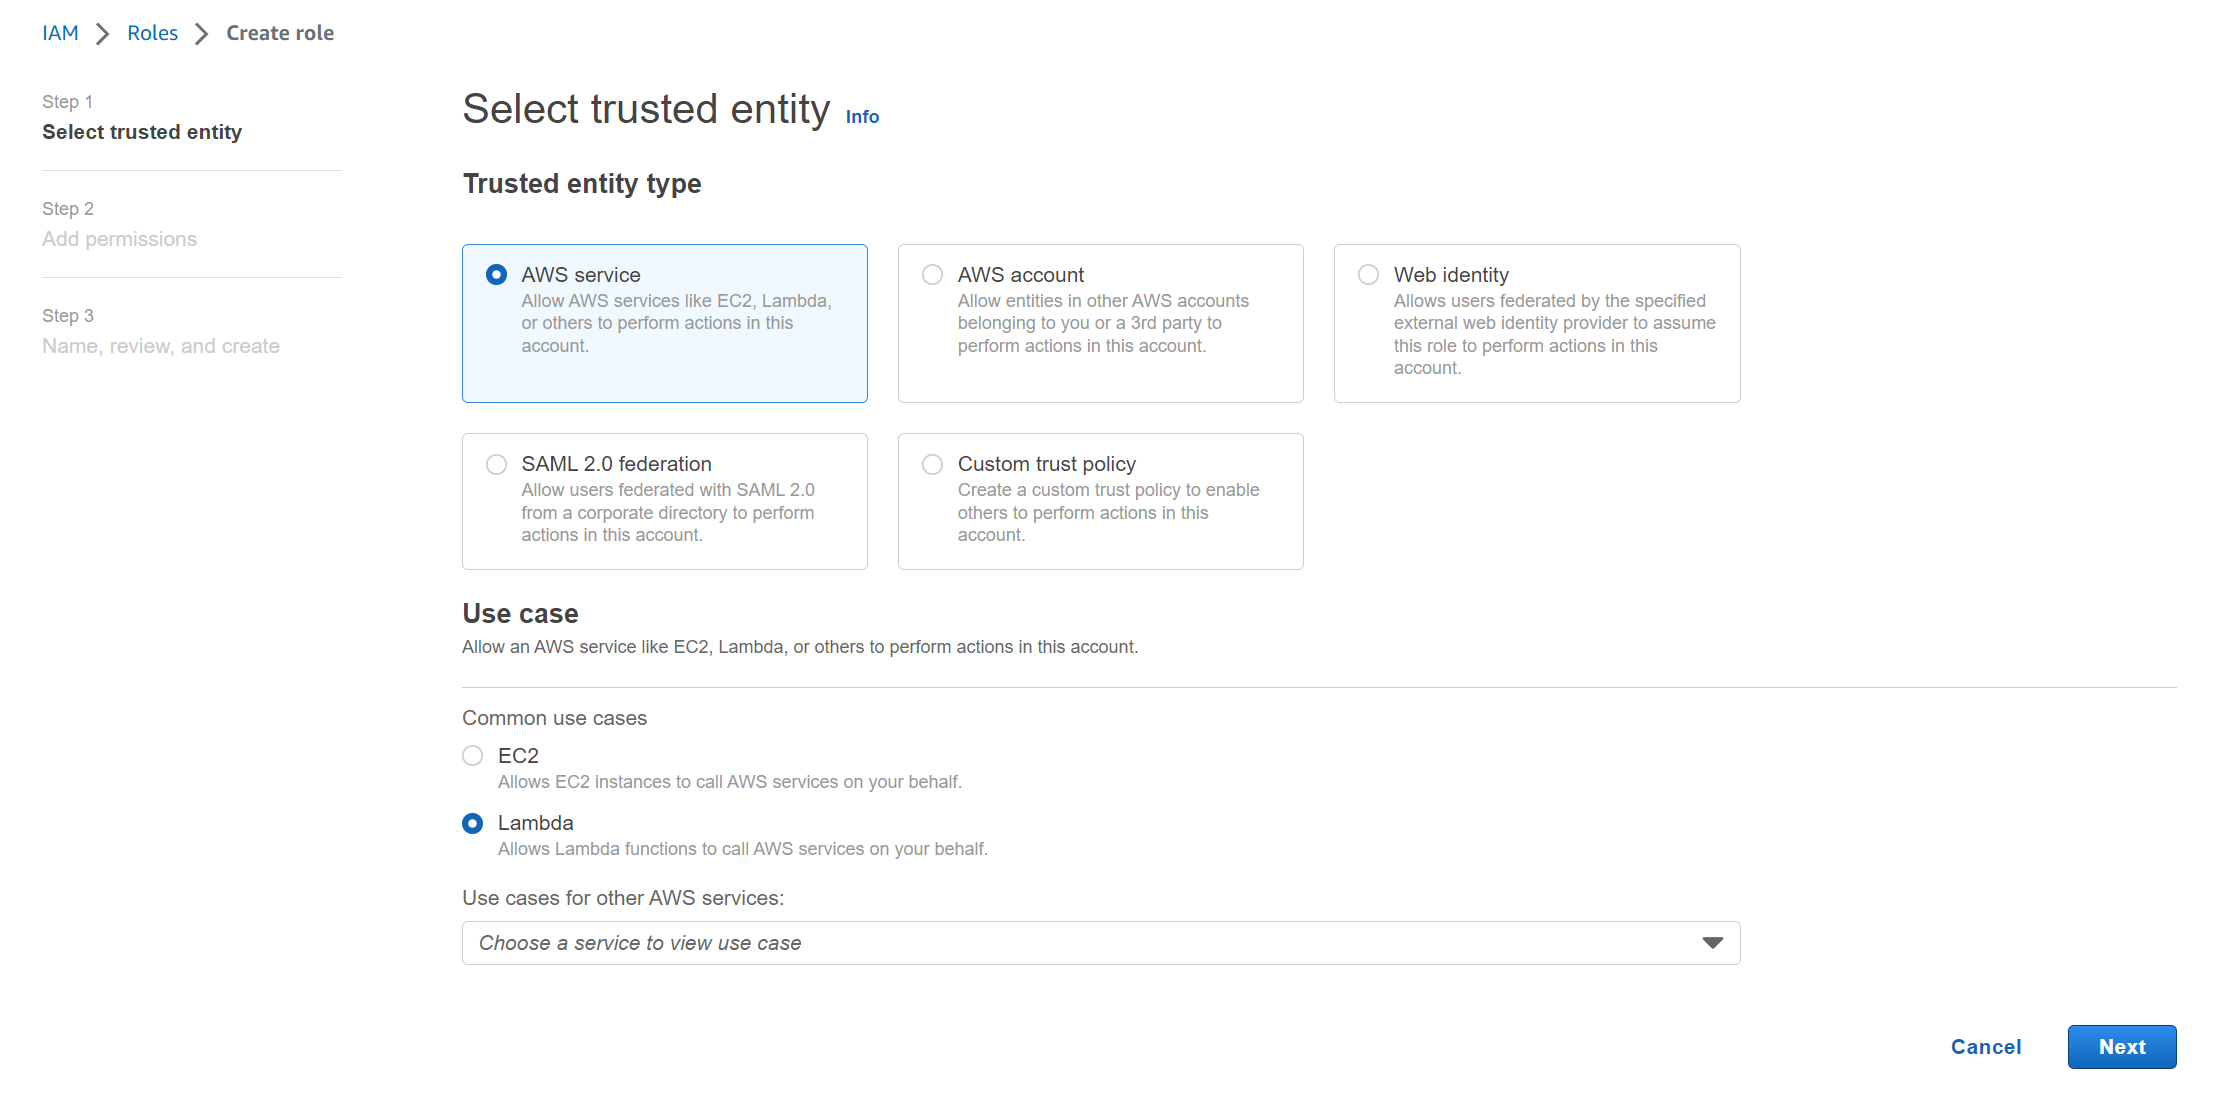 IAM > Roles > Create role
Step 1
Select trusted entity
Step 2
Add permissions
Step 3
Name, review, and create
Select trusted entity Info
Trusted entity type
AWS service
Allow AWS services like EC2, Lambda,
or others to perform actions in this
account.
AWS account
Allow entities in other AWS accounts
belonging to you or a 3rd party to
perform actions in this account.
Web identity
Allows users federated by the specified
external web identity provider to assume
this role to perform actions in this
account.
SAML 2.0 federation
Allow users federated with SAML 2.0
from a corporate directory to perform
actions in this account.
Custom trust policy
Create a custom trust policy to enable
others to perform actions in this
account.
Use case
Allow an AWS service like EC2, Lambda, or others to perform actions in this account.
Common use cases
EC2
Allows EC2 instances to call AWS services on your behalf.
Lambda
Allows Lambda functions to call AWS services on your behalf.
Use cases for other AWS services:
Choose a service to view use case
Cancel
Next